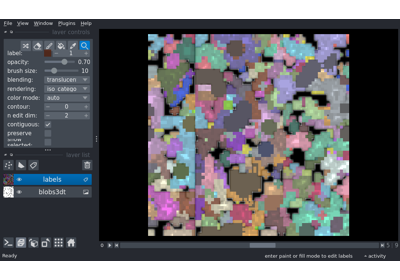 File View Window Plugins Help
layer controls
label: 1
opacity: 0.70
brush size: 10
blending: translucen
rendering: iso_catego
color mode: auto
contour: 0
n edit dim: 2
contiguous:
preserve
show
selected:
layer list
labels
blobs3dt
Ready
enter paint or fill mode to edit labels
activity